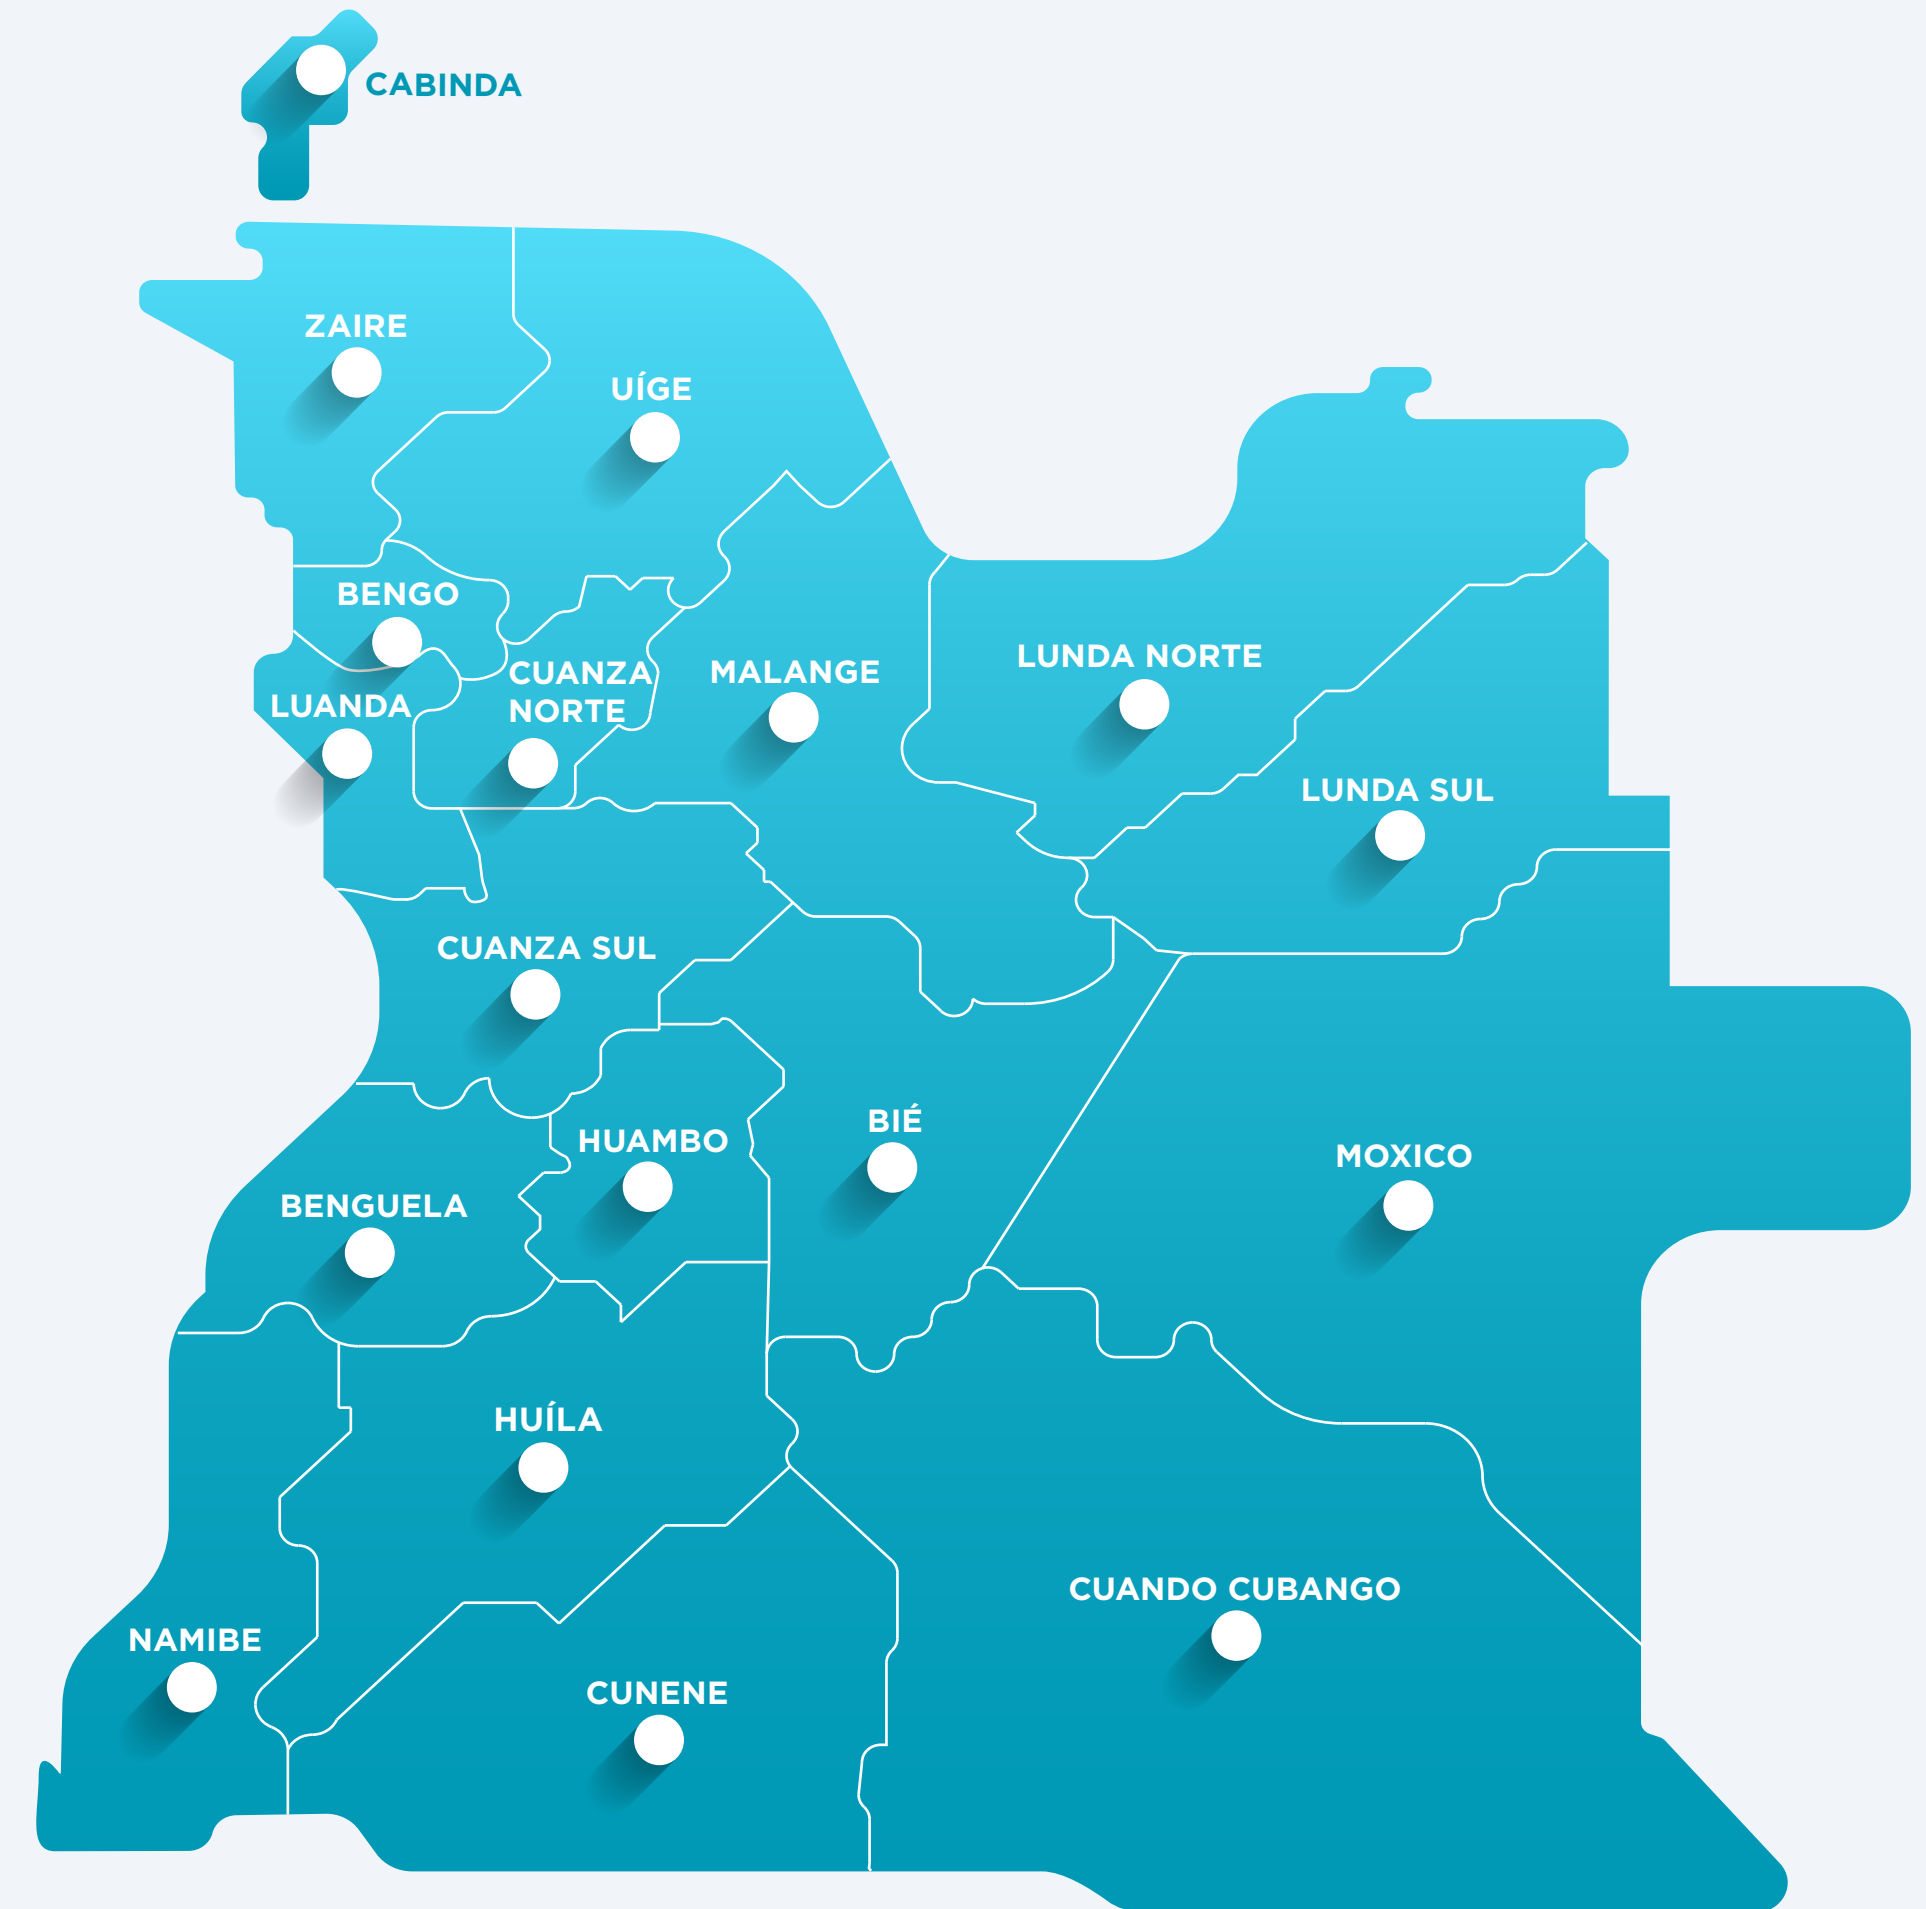 CABINDA
ZAIRE
UÍGE
BENGO
LUANDA
CUANZA
NORTE
MALANGE
LUNDA NORTE
LUNDA SUL
CUANZA SUL
HUAMBO
BIÉ
MOXICO
BENGUELA
HUÍLA
CUANDO CUBANGO
NAMIBE
CUNENE